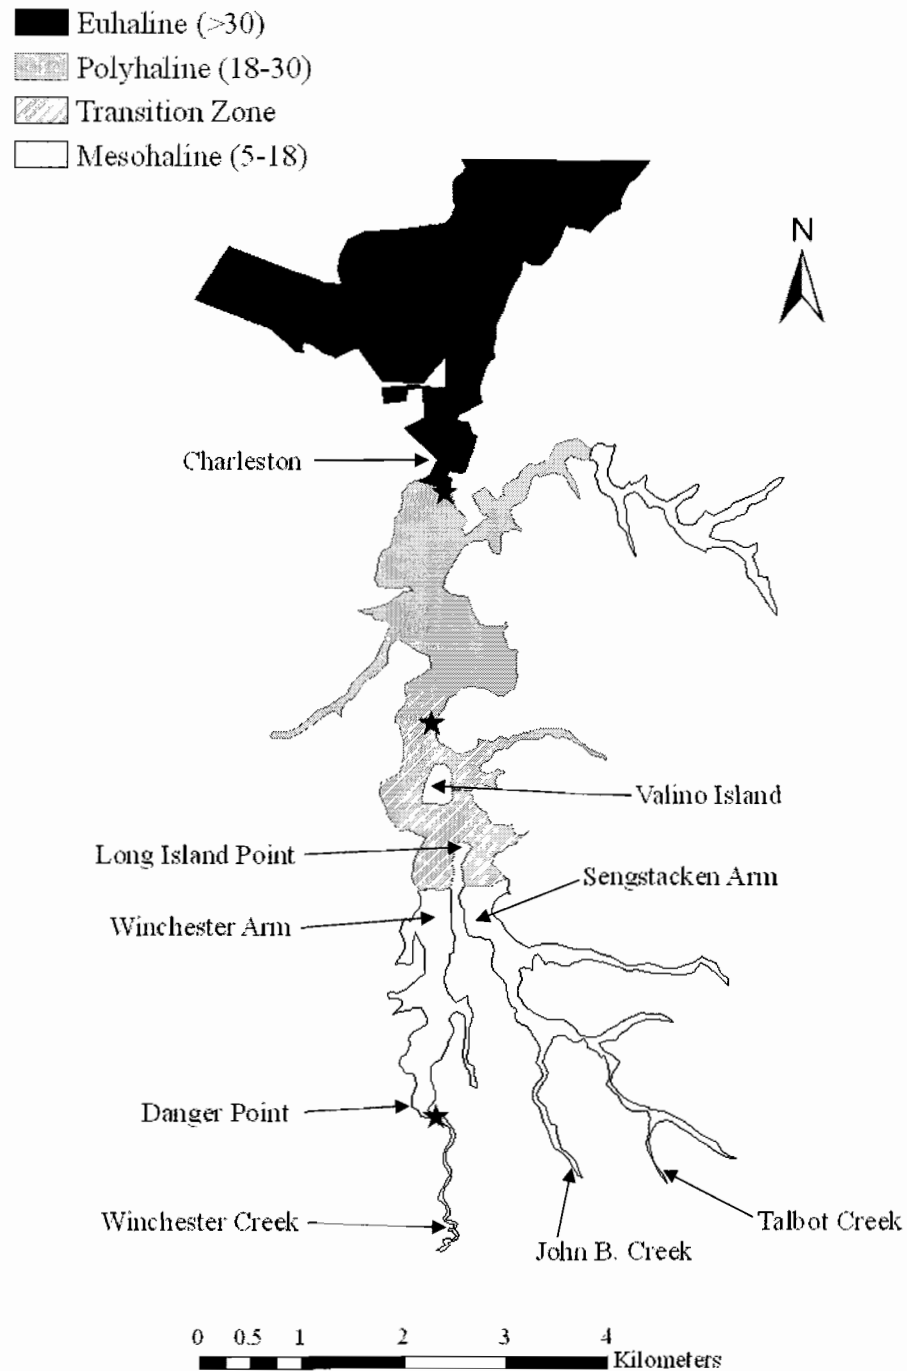 Euhaline (>30)
Polyhaline (18-30)
Transition Zone
Mesohaline (5-18)
N
Charleston
Valino Island
Long Island Point
Sengstacken Arm
Winchester Arm
Danger Point
Winchester Creek
Talbot Creek
John B. Creek
0 0.5 1 2 3 4
Kilometers